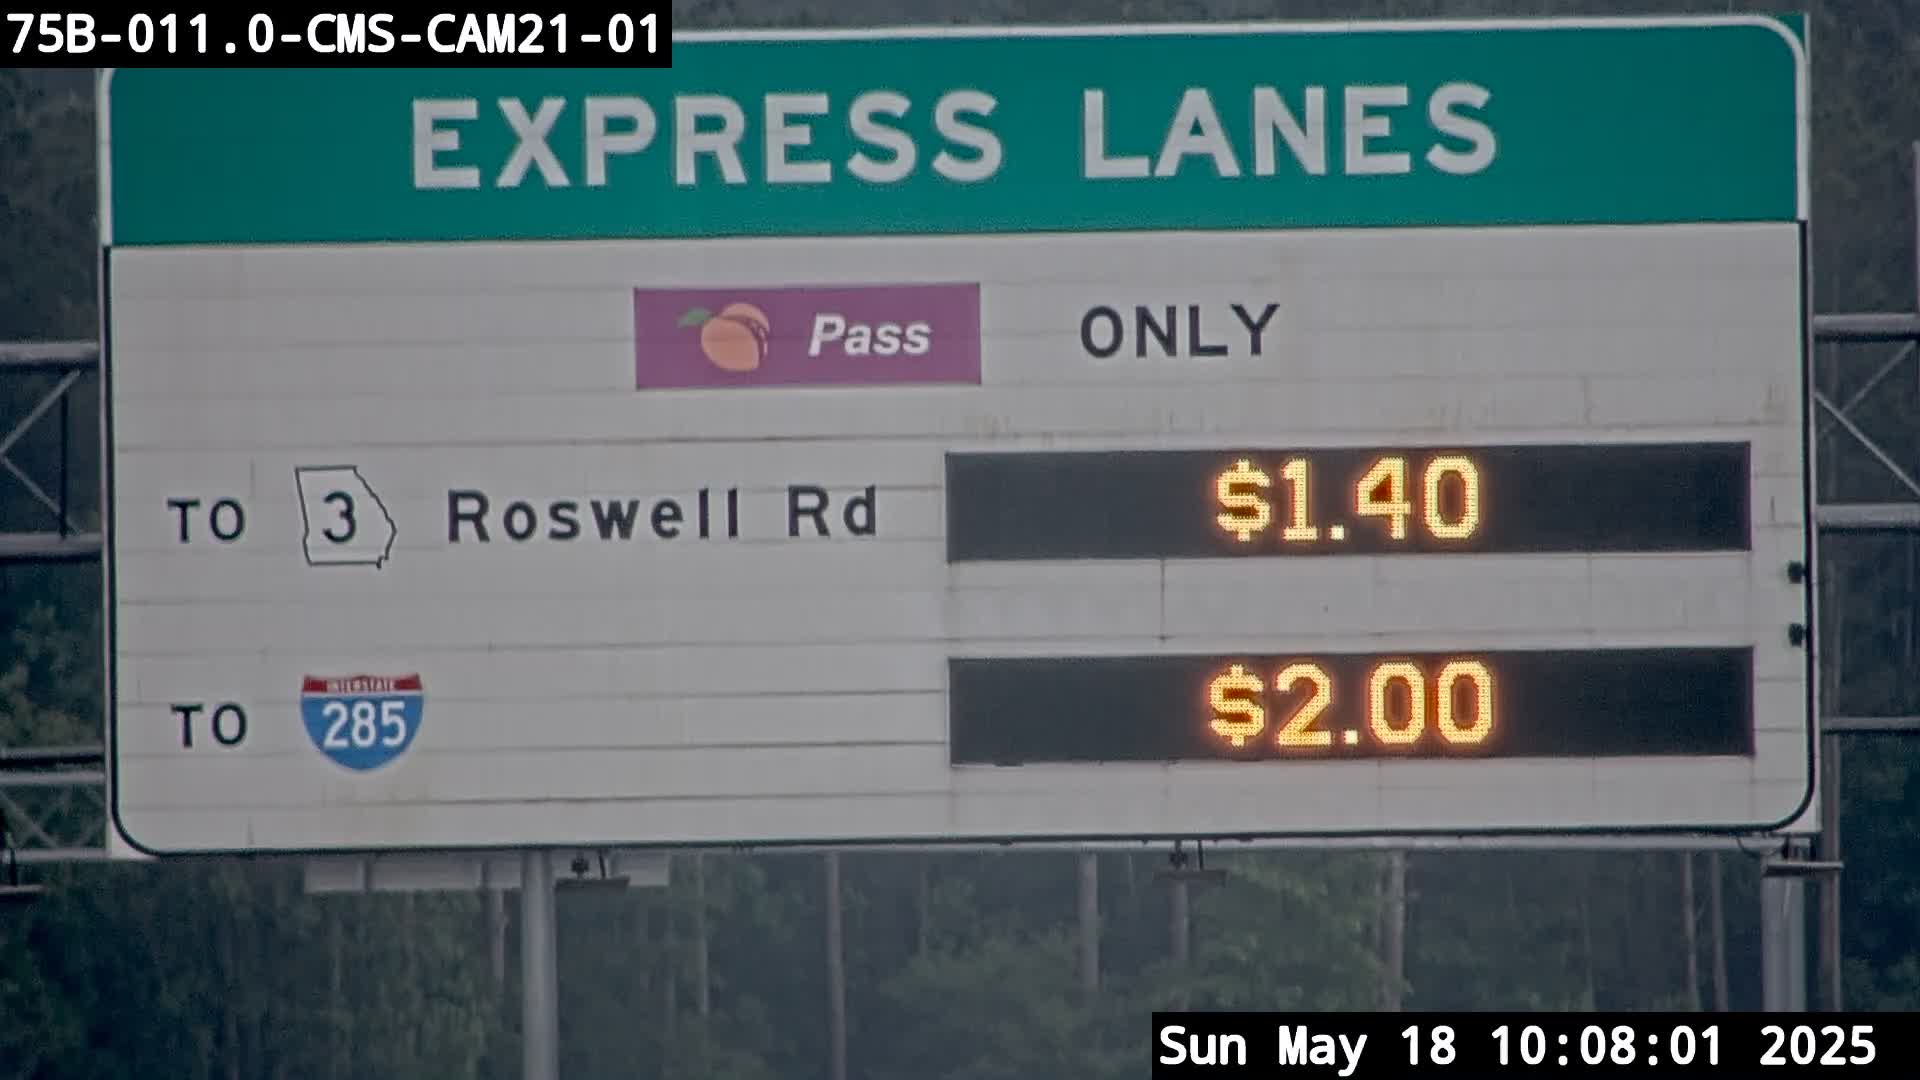 75B-011.0-CMS-CAM21-01
EXPRESS LANES
Pass ONLY
TO 3 Roswell Rd $1.40
INTERSTATE
TO 285 $2.00
Sun May 18 10:08:01 2025